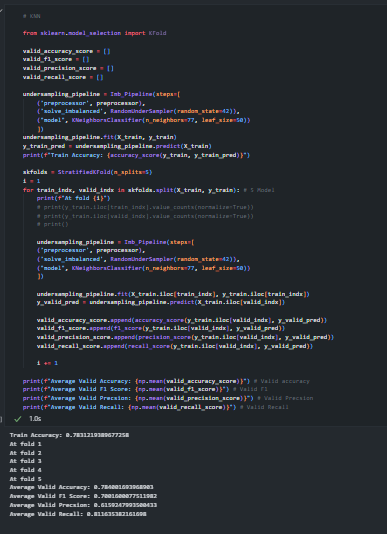 # KNN
from sklearn.model_selection import KFold
valid_accuracy_score = []
valid_f1_score = []
valid_precision_score = []
valid_recall_score = []
undersampling_pipeline = Imb_Pipeline(steps=[
('preprocessor', preprocessor),
('solve_imbalanced', RandomUnderSampler(random_state=42)),
("model", KNeighborsClassifier(n_neighbors=77, leaf_size=50))
])
undersampling_pipeline.fit(X_train, y_train)
y_train_pred = undersampling_pipeline.predict(X_train)
print(f"Train Accuracy: {accuracy_score(y_train, y_train_pred)}")
skfolds = StratifiedKFold(n_splits=5)
i = 1
for train_indx, valid_indx in skfolds.split(X_train, y_train): # 5 Model
print(f"At fold {i}")
# print(y_train.iloc[train_indx].value_counts(normalize=True))
# print(y_train.iloc[valid_indx].value_counts(normalize=True))
# print()
undersampling_pipeline = Imb_Pipeline(steps=[
('preprocessor', preprocessor),
('solve_imbalanced', RandomUnderSampler(random_state=42)),
("model", KNeighborsClassifier(n_neighbors=77, leaf_size=50))
])
undersampling_pipeline.fit(X_train.iloc[train_indx], y_train.iloc[train_indx])
y_valid_pred = undersampling_pipeline.predict(X_train.iloc[valid_indx])
valid_accuracy_score.append(accuracy_score(y_train.iloc[valid_indx], y_valid_pred))
valid_f1_score.append(f1_score(y_train.iloc[valid_indx], y_valid_pred))
valid_precision_score.append(precision_score(y_train.iloc[valid_indx], y_valid_pred))
valid_recall_score.append(recall_score(y_train.iloc[valid_indx], y_valid_pred))
i += 1
print(f"Average Valid Accuracy: {np.mean(valid_accuracy_score)}") # Valid accuracy
print(f"Average Valid F1 Score: {np.mean(valid_f1_score)}") # Valid f1
print(f"Average Valid Precsion: {np.mean(valid_precision_score)}") # Valid Precsion
print(f"Average Valid Recall: {np.mean(valid_recall_score)}") # Valid Recall
1.0s
Train Accuracy: 0.7831219389677258
At fold 1
At fold 2
At fold 3
At fold 4
At fold 5
Average Valid Accuracy: 0.784001693968903
Average Valid F1 Score: 0.7001600077511982
Average Valid Precsion: 0.6159247993500433
Average Valid Recall: 0.811635382161698